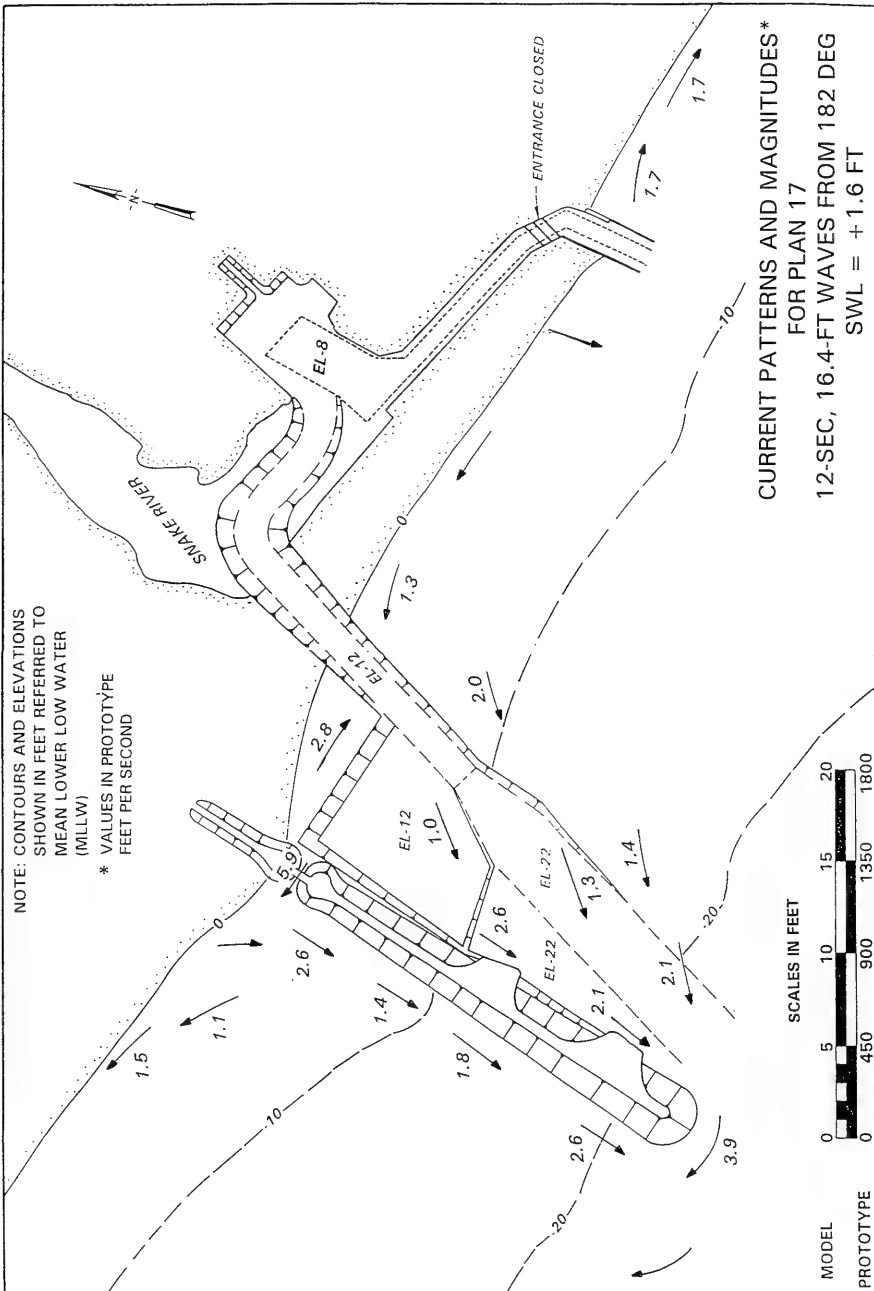 NOTE: CONTOURS AND ELEVATIONS
SHOWN IN FEET REFERRED TO
MEAN LOWER LOW WATER
(MLLW)
* VALUES IN PROTOTYPE
FEET PER SECOND
-N-
SNAKE RIVER
EL-8
ENTRANCE CLOSED
EL-12
0
0
2.8
5.9
1.3
2.0
EL-12
1.0
2.6
EL-22
EL-22
1.3
1.4
2.1
2.1
2.6
1.4
1.8
2.6
3.9
1.1
1.5
-10
-20
-10
-20
1.7
1.7
SCALES IN FEET
MODEL 0 5 10 15 20
PROTOTYPE 0 450 900 1350 1800
CURRENT PATTERNS AND MAGNITUDES*
FOR PLAN 17
12-SEC, 16.4-FT WAVES FROM 182 DEG
SWL = +1.6 FT